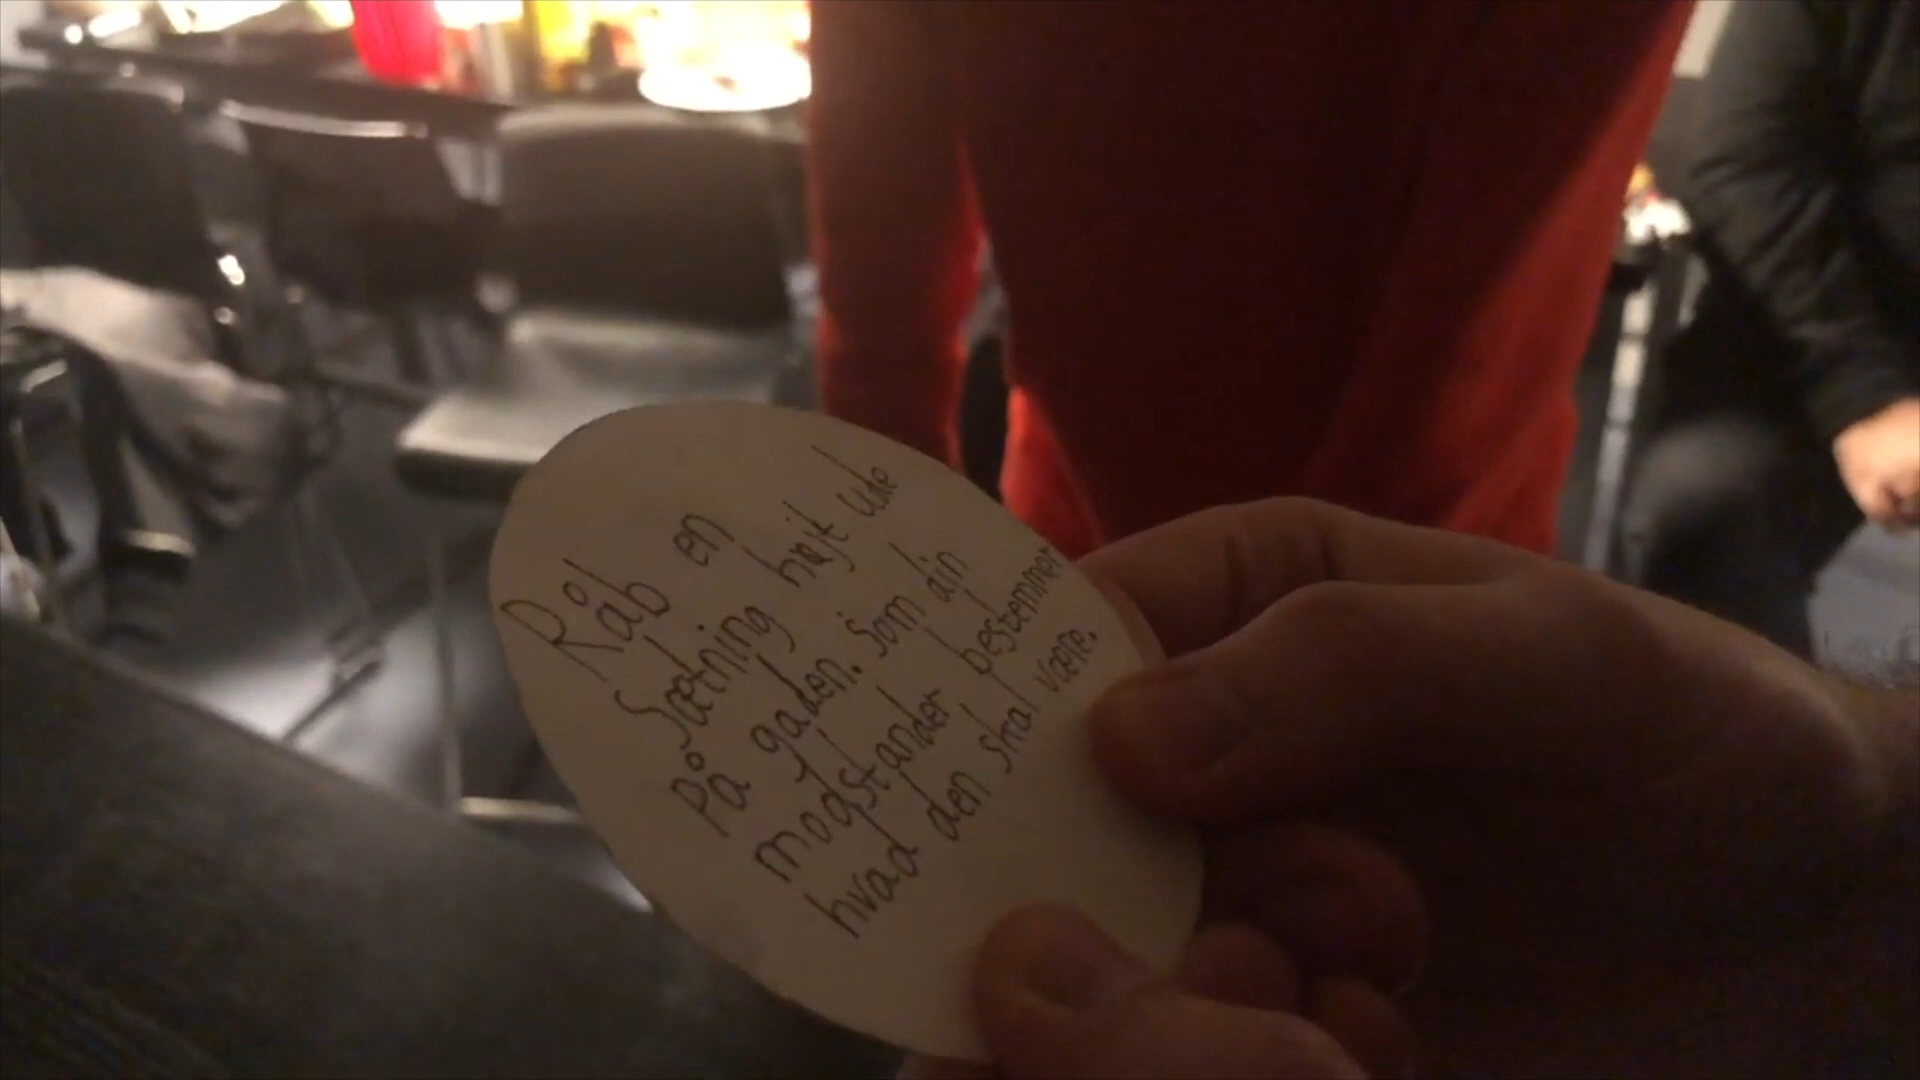 Råb en
Sætning højt ude
På gaden. Som din
modstander bestemmer
hvad den skal være.